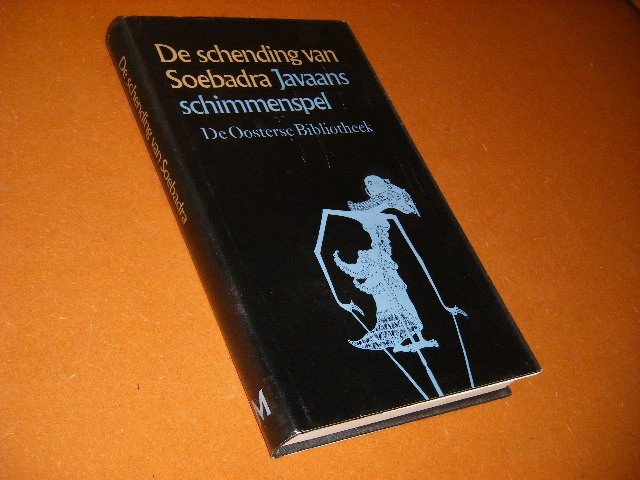 De schending van
Soebadra Javaans
schimmenspel
De Oosterse Bibliotheek
De schending van Soebadra
M